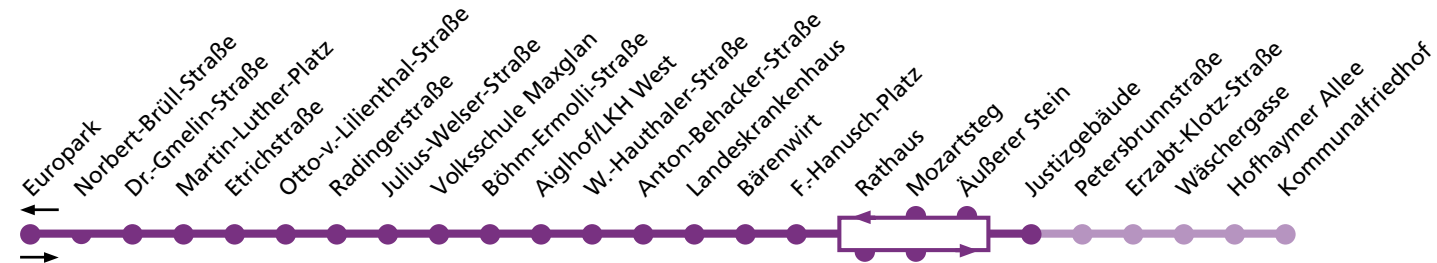 Europark
Norbert-Brüll-Straße
Dr.-Gmelin-Straße
Martin-Luther-Platz
Etrichstraße
Otto-v.-Lilienthal-Straße
Radingerstraße
Julius-Welser-Straße
Volksschule Maxglan
Böhm-Ermolli-Straße
Aiglhof/LKH West
W.-Hauthaler-Straße
Anton-Behacker-Straße
Landeskrankenhaus
Bärenwirt
F.-Hanusch-Platz
Rathaus
Mozartsteg
Äußerer Stein
Justizgebäude
Petersbrunnstraße
Erzabt-Klotz-Straße
Wäschergasse
Hofhaymer Allee
Kommunalfriedhof